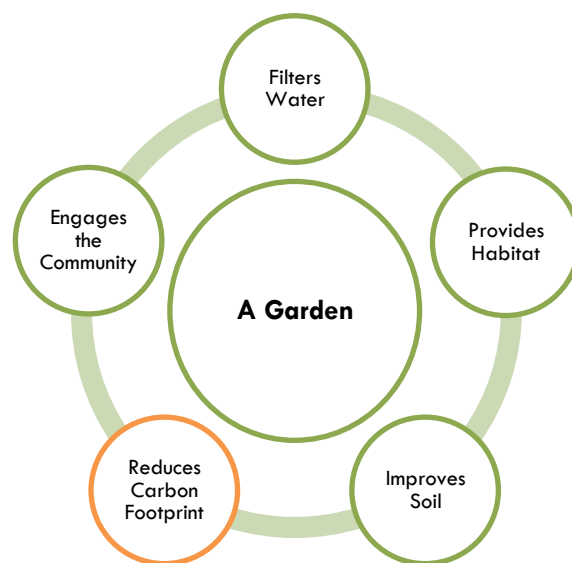 Filters
Water
Provides
Habitat
Improves
Soil
Reduces
Carbon
Footprint
Engages
the
Community
A Garden